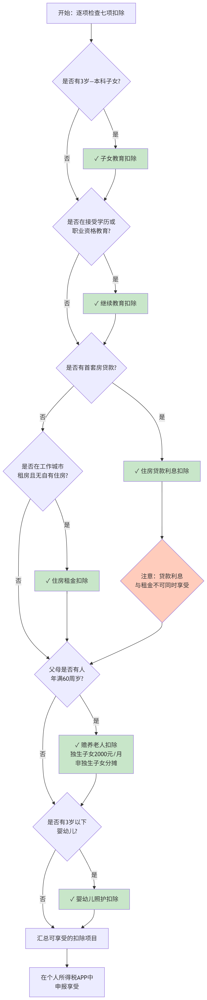 开始：逐项检查七项扣除
是否有3岁—本科子女?
是
否
✓ 子女教育扣除
是否在接受学历或
职业资格教育?
是
否
✓ 继续教育扣除
是否有首套房贷款?
否
是
是否在工作城市
租房且无自有住房?
✓ 住房贷款利息扣除
是
否
✓ 住房租金扣除
注意：贷款利息
与租金不可同时享受
父母是否有人
年满60周岁?
是
否
✓ 赡养老人扣除
独生子女2000元/月
非独生子女分摊
是否有3岁以下
婴幼儿?
是
否
✓ 婴幼儿照护扣除
汇总可享受的扣除项目
在个人所得税APP中
申报享受